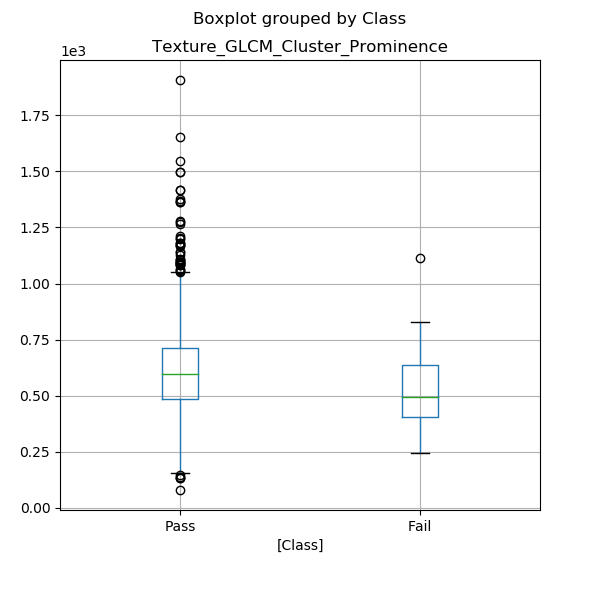 Boxplot grouped by Class
Texture_GLCM_Cluster_Prominence
1e3
1.75
1.50
1.25
1.00
0.75
0.50
0.25
0.00
Pass Fail
[Class]